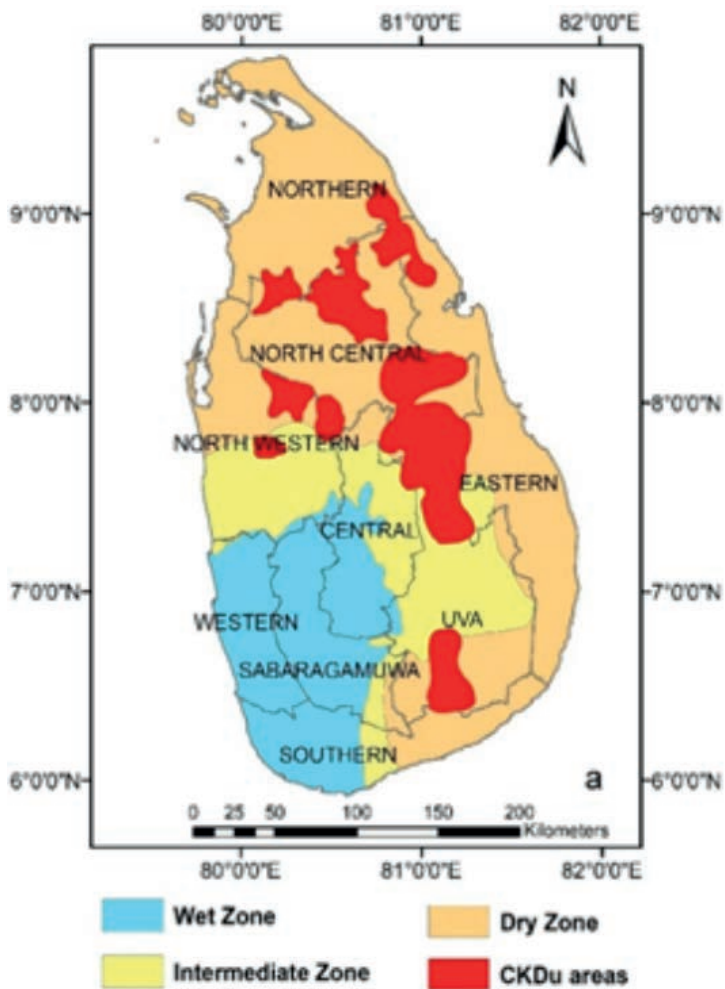 80°0'0"E 81°0'0"E 82°0'0"E
N
NORTHERN
9°0'0"N 9°0'0"N
NORTH CENTRAL
8°0'0"N 8°0'0"N
NORTH WESTERN
EASTERN
CENTRAL
7°0'0"N 7°0'0"N
WESTERN
UVA
SABARAGAMUWA
SOUTHERN
6°0'0"N 6°0'0"N
a
0 25 50 100 150 200
Kilometers
80°0'0"E 81°0'0"E 82°0'0"E
Wet Zone Dry Zone
Intermediate Zone CKDu areas